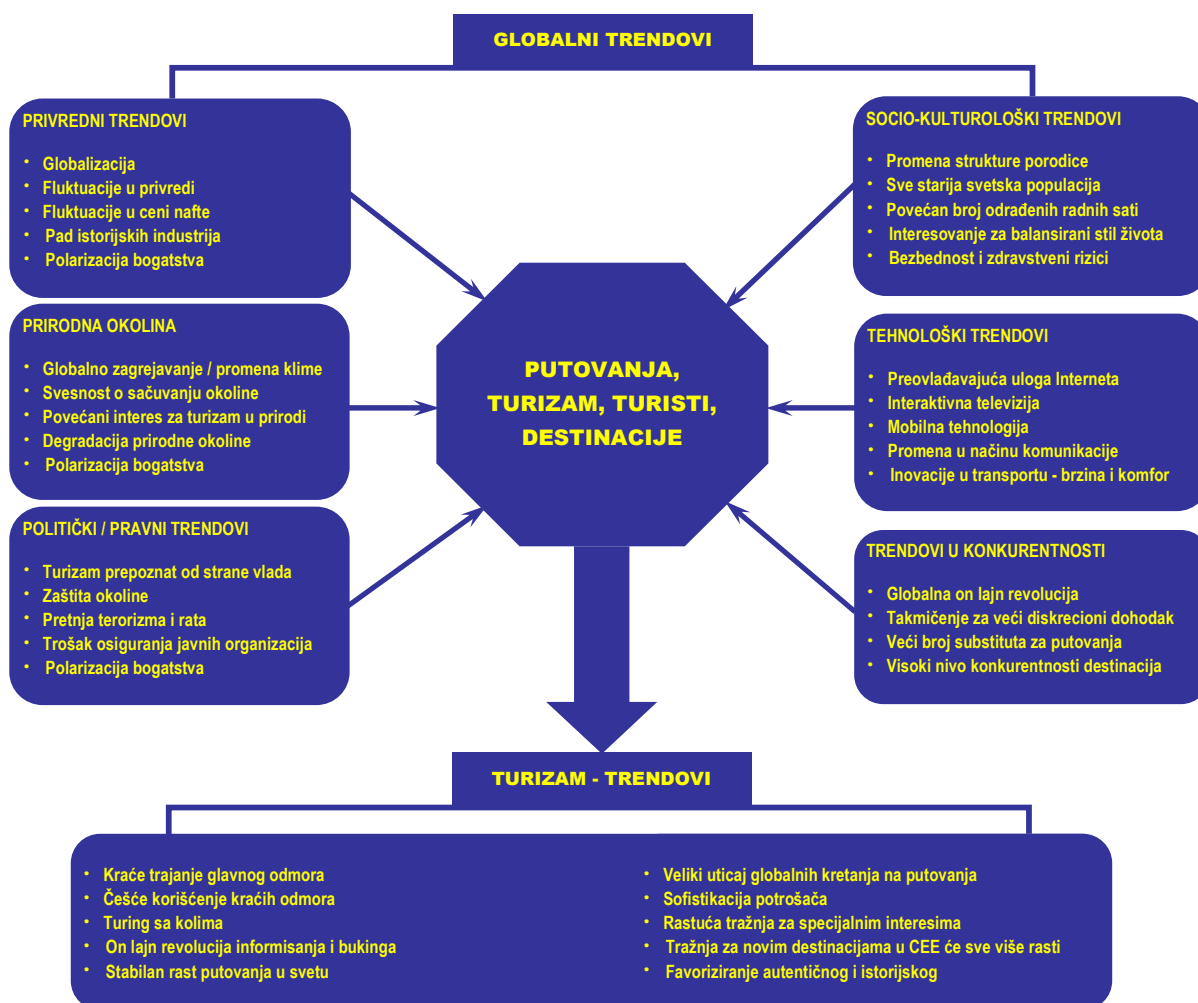 GLOBALNI TRENDOVI
PRIVREDNI TRENDOVI
• Globalizacija
• Fluktuacije u privredi
• Fluktuacije u ceni nafte
• Pad istorijskih industrija
• Polarizacija bogatstva
PRIRODNA OKOLINA
• Globalno zagrejavanje / promena klime
• Svesnost o sačuvanju okoline
• Povećani interes za turizam u prirodi
• Degradacija prirodne okoline
• Polarizacija bogatstva
POLITIČKI / PRAVNI TRENDOVI
• Turizam prepoznat od strane vlada
• Zaštita okoline
• Pretnja terorizma i rata
• Trošak osiguranja javnih organizacija
• Polarizacija bogatstva
PUTOVANJA,
TURIZAM, TURISTI,
DESTINACIJE
SOCIO-KULTUROLOŠKI TRENDOVI
• Promena strukture porodice
• Sve starija svetska populacija
• Povećan broj odrađenih radnih sati
• Interesovanje za balansirani stil života
• Bezbednost i zdravstveni rizici
TEHNOLOŠKI TRENDOVI
• Preovlađavajuća uloga Interneta
• Interaktivna televizija
• Mobilna tehnologija
• Promena u načinu komunikacije
• Inovacije u transportu - brzina i komfor
TRENDOVI U KONKURENTNOSTI
• Globalna on lajn revolucija
• Takmičenje za veći diskrecioni dohodak
• Veći broj substituta za putovanja
• Visoki nivo konkurentnosti destinacija
TURIZAM - TRENDOVI
• Kraće trajanje glavnog odmora
• Češće korišćenje kraćih odmora
• Turing sa kolima
• On lajn revolucija informisanja i bukinga
• Stabilan rast putovanja u svetu
• Veliki uticaj globalnih kretanja na putovanja
• Sofistikacija potrošača
• Rastuća tražnja za specijalnim interesima
• Tražnja za novim destinacijama u CEE će sve više rasti
• Favoriziranje autentičnog i istorijskog